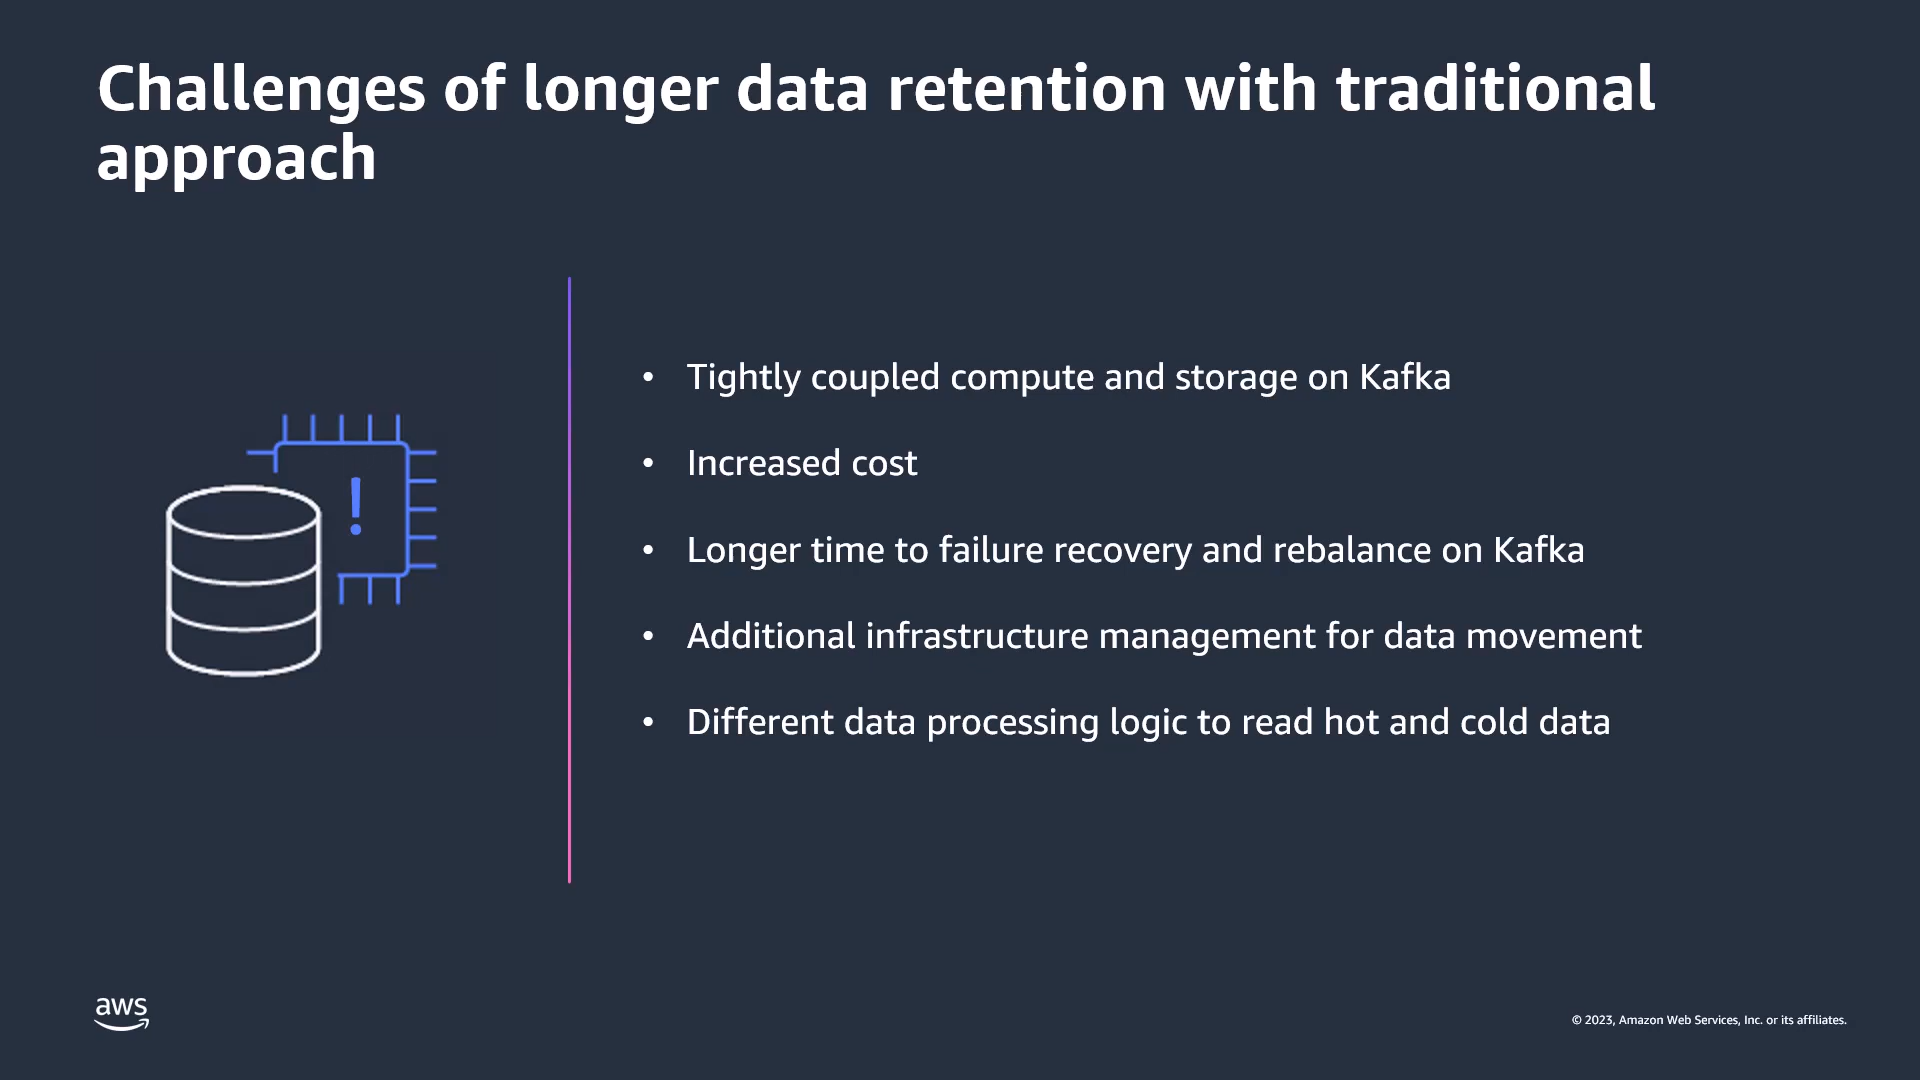 Challenges of longer data retention with traditional
approach
• Tightly coupled compute and storage on Kafka
• Increased cost
• Longer time to failure recovery and rebalance on Kafka
• Additional infrastructure management for data movement
• Different data processing logic to read hot and cold data
!
aws
© 2023, Amazon Web Services, Inc. or its affiliates.